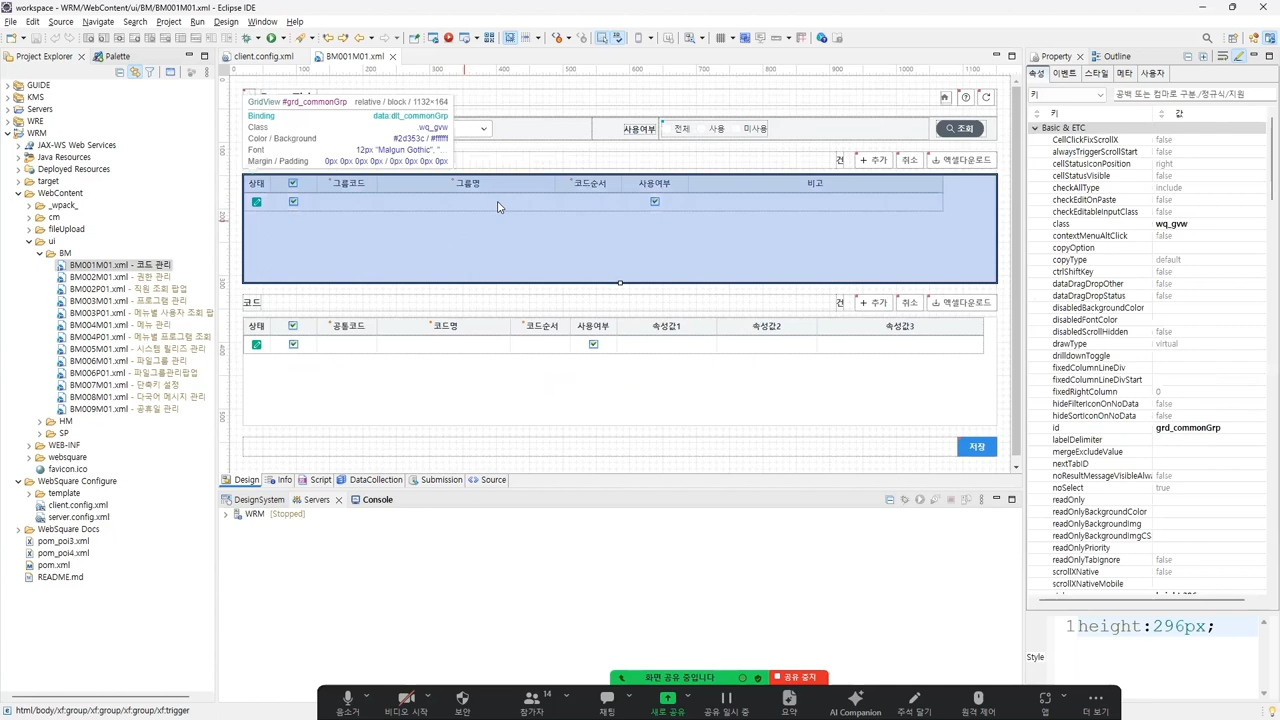 workspace - WRM/WebContent/ui/BM/BM001M01.xml - Eclipse IDE
File Edit Source Navigate Search Project Run Design Window Help
Project Explorer
Palette
GUIDE
KMS
Servers
WRE
WRM
JAX-WS Web Services
Java Resources
Deployed Resources
target
WebContent
_wpack_
cm
fileUpload
ui
BM
BM001M01.xml - 코드 관리
BM002M01.xml - 권한 관리
BM002P01.xml - 직원 조회 팝업
BM003M01.xml - 프로그램 관리
BM003P01.xml - 메뉴별 사용자 조회 팝
BM004M01.xml - 메뉴 관리
BM004P01.xml - 메뉴별 프로그램 조회
BM005M01.xml - 시스템 릴리즈 관리
BM006M01.xml - 파일그룹 관리
BM006P01.xml - 파일그룹관리팝업
BM007M01.xml - 단축키 설정
BM008M01.xml - 다국어 메시지 관리
BM009M01.xml - 공휴일 관리
HM
SP
WEB-INF
websquare
favicon.ico
WebSquare Configure
template
client.config.xml
server.config.xml
WebSquare Docs
pom_poi3.xml
pom_poi4.xml
pom.xml
README.md
client.config.xml
BM001M01.xml
0 100 200 300 400 500 600 700 800 900 1000 1100
GridView #grd_commonGrp relative / block / 1132×164
Binding data:dlt_commonGrp
Class .wq_gvw
Color / Background #2d353c / #ffffff
Font 12px "Malgun Gothic", "...
Margin / Padding 0px 0px 0px 0px / 0px 0px 0px 0px
사용여부 전체 사용 미사용 조회
건 추가 취소 엑셀다운로드
상태 *그룹코드 *그룹명 *코드순서 사용여부 비고
코드 건 추가 취소 엑셀다운로드
상태 *공통코드 *코드명 *코드순서 사용여부 속성값1 속성값2 속성값3
저장
Design Info Script DataCollection Submission Source
DesignSystem Servers Console
WRM [Stopped]
Property Outline
속성 이벤트 스타일 메타 사용자
키 공백 또는 컴마로 구분./정규식/지원
키 값
Basic & ETC
CellClickFixScrollX false
alwaysTriggerScrollStart false
cellStatusIconPosition right
cellStatusVisible false
checkAllType include
checkEditOnPaste false
checkEditableInputClass false
class wq_gvw
contextMenuAltClick false
copyOption
copyType default
ctrlShiftKey false
dataDragDropOther false
dataDragDropStatus false
disabledBackgroundColor
disabledFontColor
disabledScrollHidden false
drawType virtual
drilldownToggle
fixedColumnLineDiv
fixedColumnLineDivStart
fixedRightColumn 0
hideFilterIconOnNoData false
hideSortIconOnNoData false
id grd_commonGrp
labelDelimiter
mergeExcludeValue
nextTabID
noResultMessageVisibleAlwa false
noSelect true
readOnly
readOnlyBackgroundColor
readOnlyBackgroundImg
readOnlyBackgroundImgCS
readOnlyPriority
readOnlyTabIgnore false
scrollXNative false
scrollXNativeMobile
Style
1 height:296px;
화면 공유 중입니다 공유 중지
14
음소거 비디오 시작 보안 참가자 채팅 새로 공유 공유 일시 중 요약 AI Companion 주석 달기 원격 제어 앱 더 보기
html/body/xf:group/xf:group/xf:group/xf:trigger